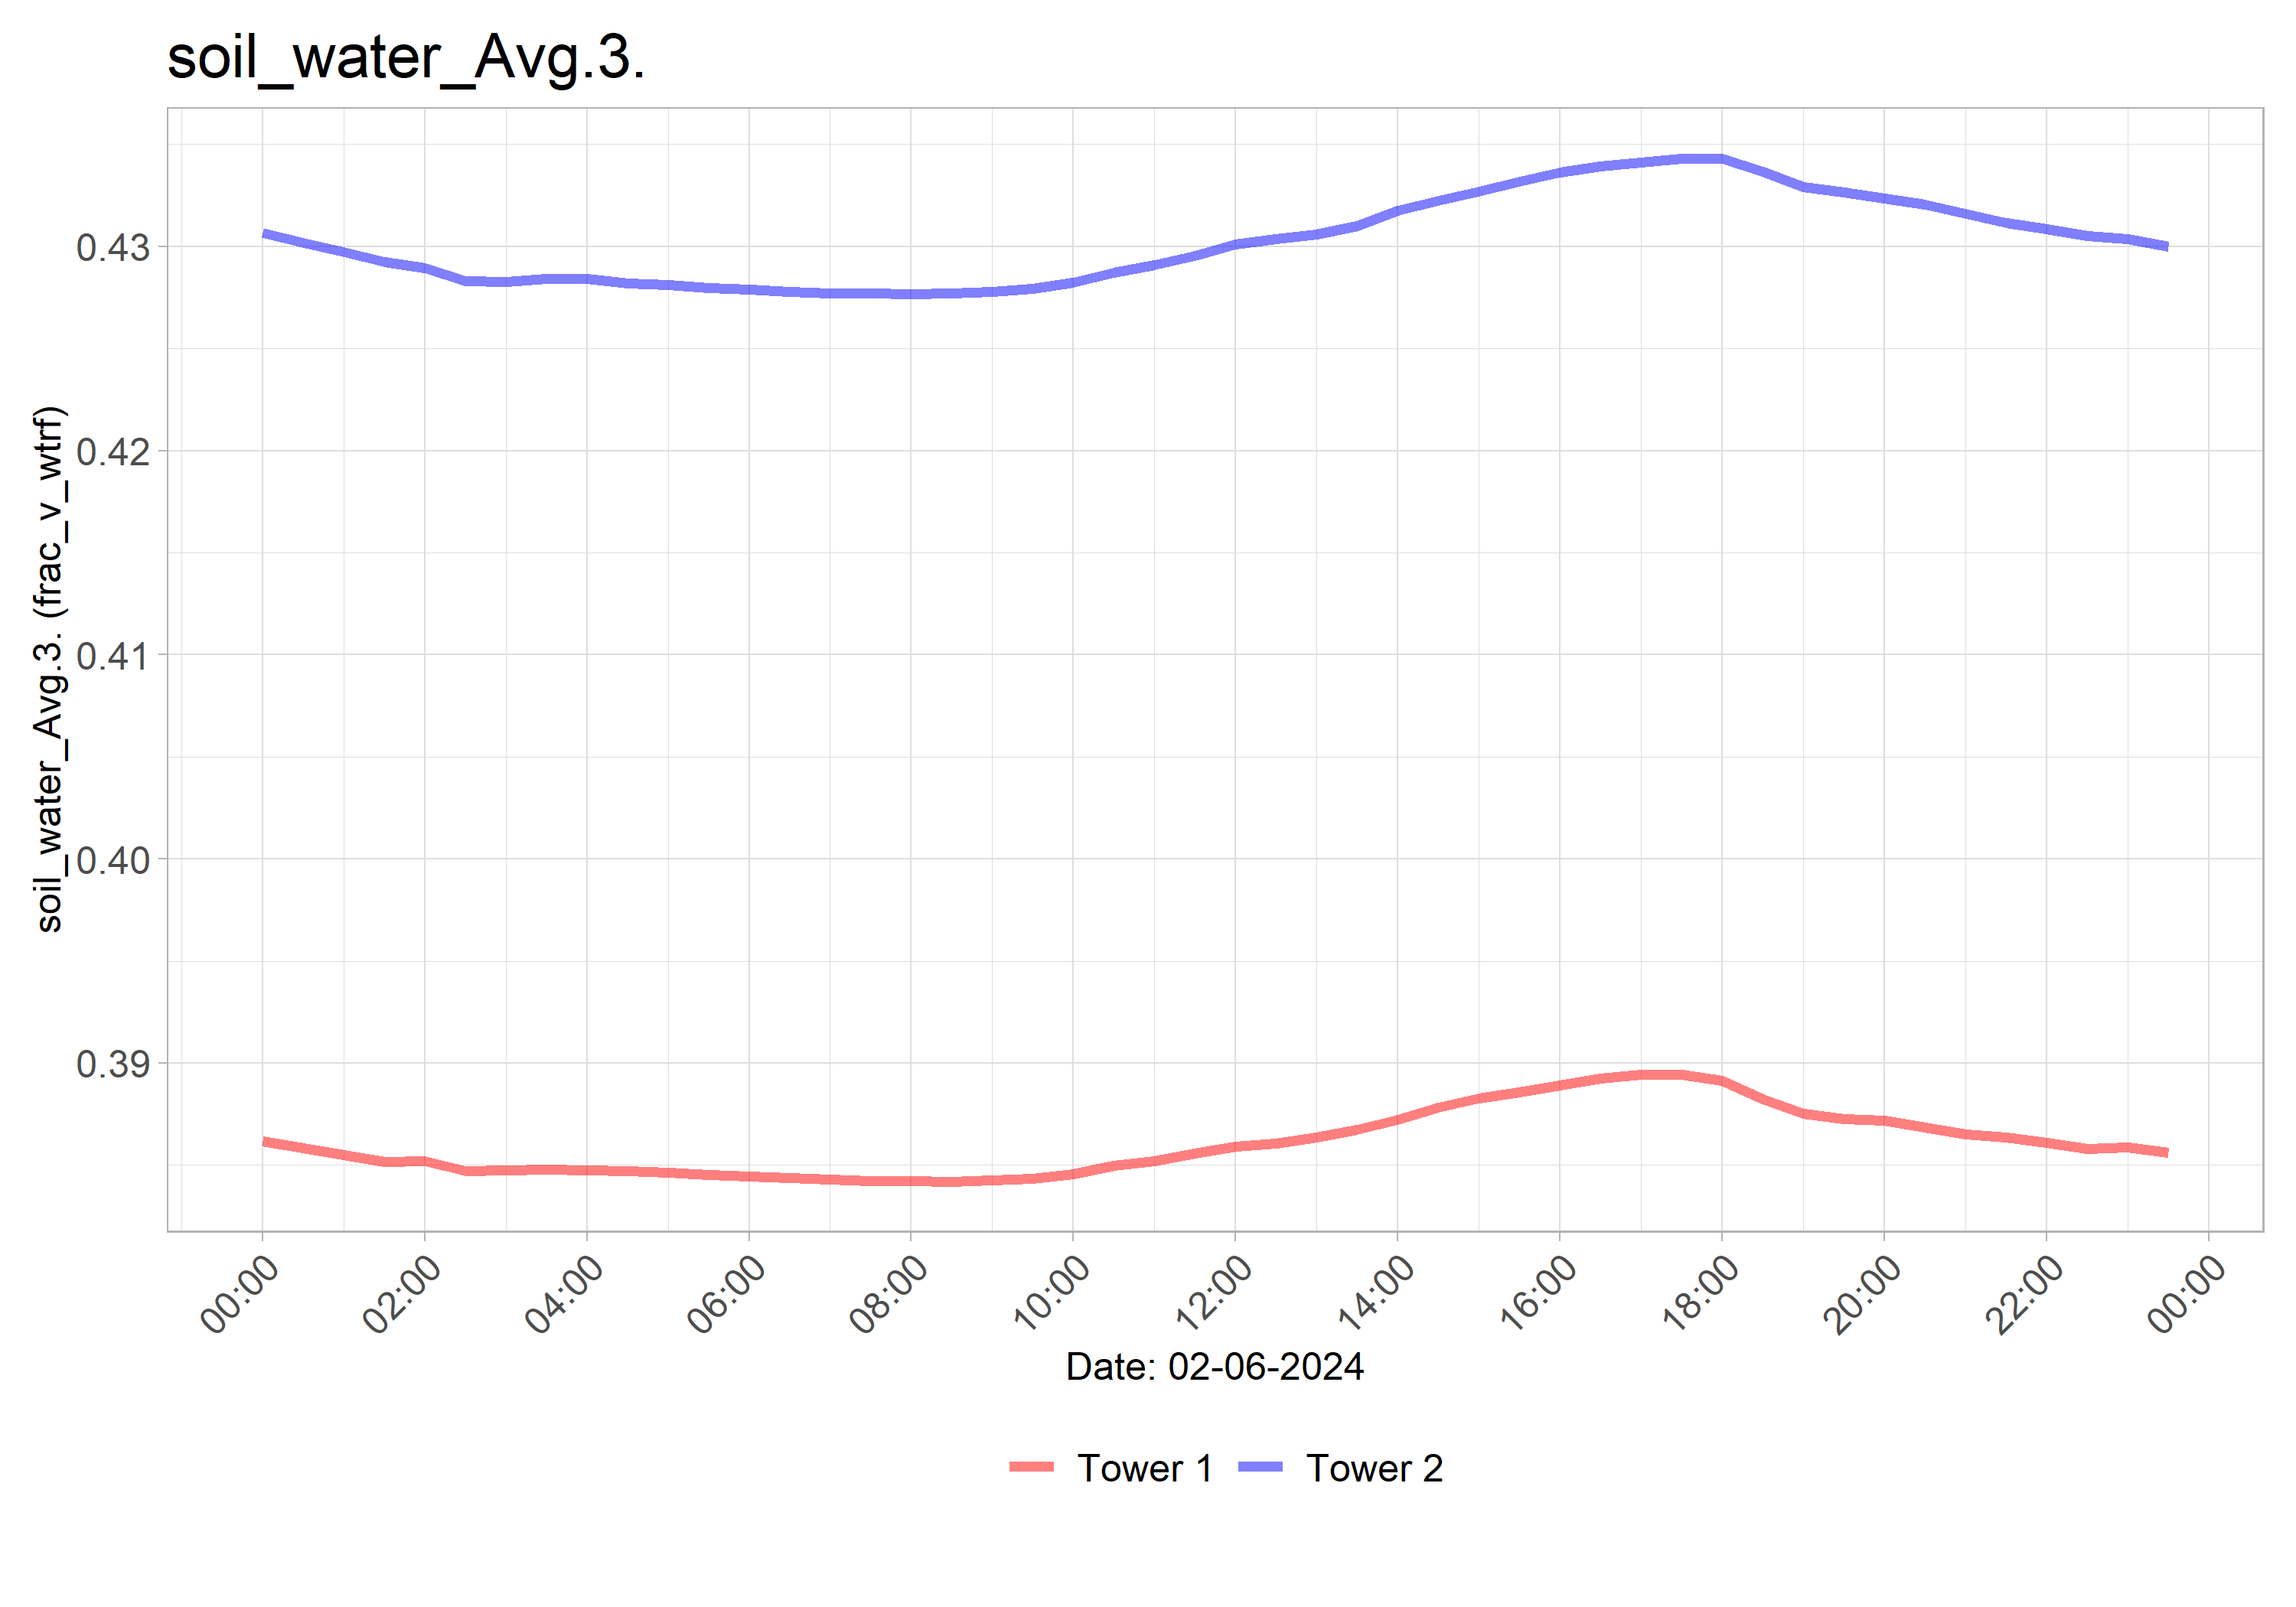 soil_water_Avg.3.
soil_water_Avg.3. (frac_v_wtrf)
0.43
0.42
0.41
0.40
0.39
00:00 02:00 04:00 06:00 08:00 10:00 12:00 14:00 16:00 18:00 20:00 22:00 00:00
Date: 02-06-2024
Tower 1 Tower 2